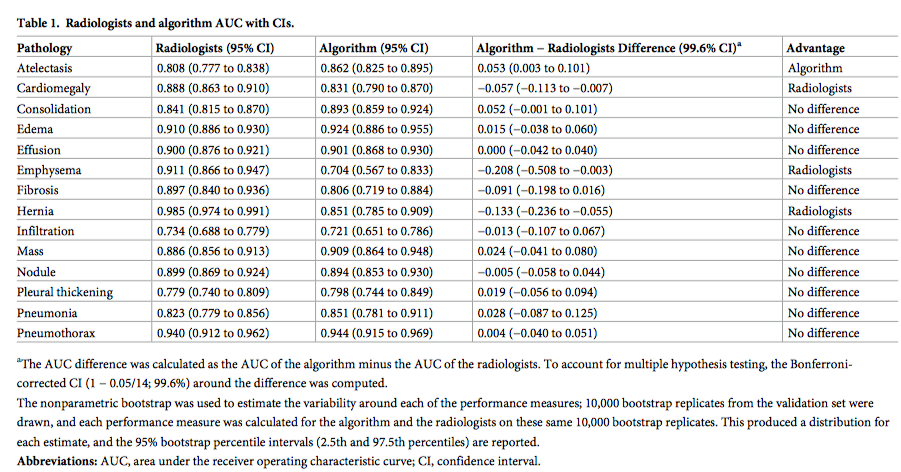 Table 1. Radiologists and algorithm AUC with CIs.
Pathology Radiologists (95% CI) Algorithm (95% CI) Algorithm − Radiologists Difference (99.6% CI)a Advantage
Atelectasis 0.808 (0.777 to 0.838) 0.862 (0.825 to 0.895) 0.053 (0.003 to 0.101) Algorithm
Cardiomegaly 0.888 (0.863 to 0.910) 0.831 (0.790 to 0.870) −0.057 (−0.113 to −0.007) Radiologists
Consolidation 0.841 (0.815 to 0.870) 0.893 (0.859 to 0.924) 0.052 (−0.001 to 0.101) No difference
Edema 0.910 (0.886 to 0.930) 0.924 (0.886 to 0.955) 0.015 (−0.038 to 0.060) No difference
Effusion 0.900 (0.876 to 0.921) 0.901 (0.868 to 0.930) 0.000 (−0.042 to 0.040) No difference
Emphysema 0.911 (0.866 to 0.947) 0.704 (0.567 to 0.833) −0.208 (−0.508 to −0.003) Radiologists
Fibrosis 0.897 (0.840 to 0.936) 0.806 (0.719 to 0.884) −0.091 (−0.198 to 0.016) No difference
Hernia 0.985 (0.974 to 0.991) 0.851 (0.785 to 0.909) −0.133 (−0.236 to −0.055) Radiologists
Infiltration 0.734 (0.688 to 0.779) 0.721 (0.651 to 0.786) −0.013 (−0.107 to 0.067) No difference
Mass 0.886 (0.856 to 0.913) 0.909 (0.864 to 0.948) 0.024 (−0.041 to 0.080) No difference
Nodule 0.899 (0.869 to 0.924) 0.894 (0.853 to 0.930) −0.005 (−0.058 to 0.044) No difference
Pleural thickening 0.779 (0.740 to 0.809) 0.798 (0.744 to 0.849) 0.019 (−0.056 to 0.094) No difference
Pneumonia 0.823 (0.779 to 0.856) 0.851 (0.781 to 0.911) 0.028 (−0.087 to 0.125) No difference
Pneumothorax 0.940 (0.912 to 0.962) 0.944 (0.915 to 0.969) 0.004 (−0.040 to 0.051) No difference
aThe AUC difference was calculated as the AUC of the algorithm minus the AUC of the radiologists. To account for multiple hypothesis testing, the Bonferroni-
corrected CI (1 − 0.05/14; 99.6%) around the difference was computed.
The nonparametric bootstrap was used to estimate the variability around each of the performance measures; 10,000 bootstrap replicates from the validation set were
drawn, and each performance measure was calculated for the algorithm and the radiologists on these same 10,000 bootstrap replicates. This produced a distribution for
each estimate, and the 95% bootstrap percentile intervals (2.5th and 97.5th percentiles) are reported.
Abbreviations: AUC, area under the receiver operating characteristic curve; CI, confidence interval.